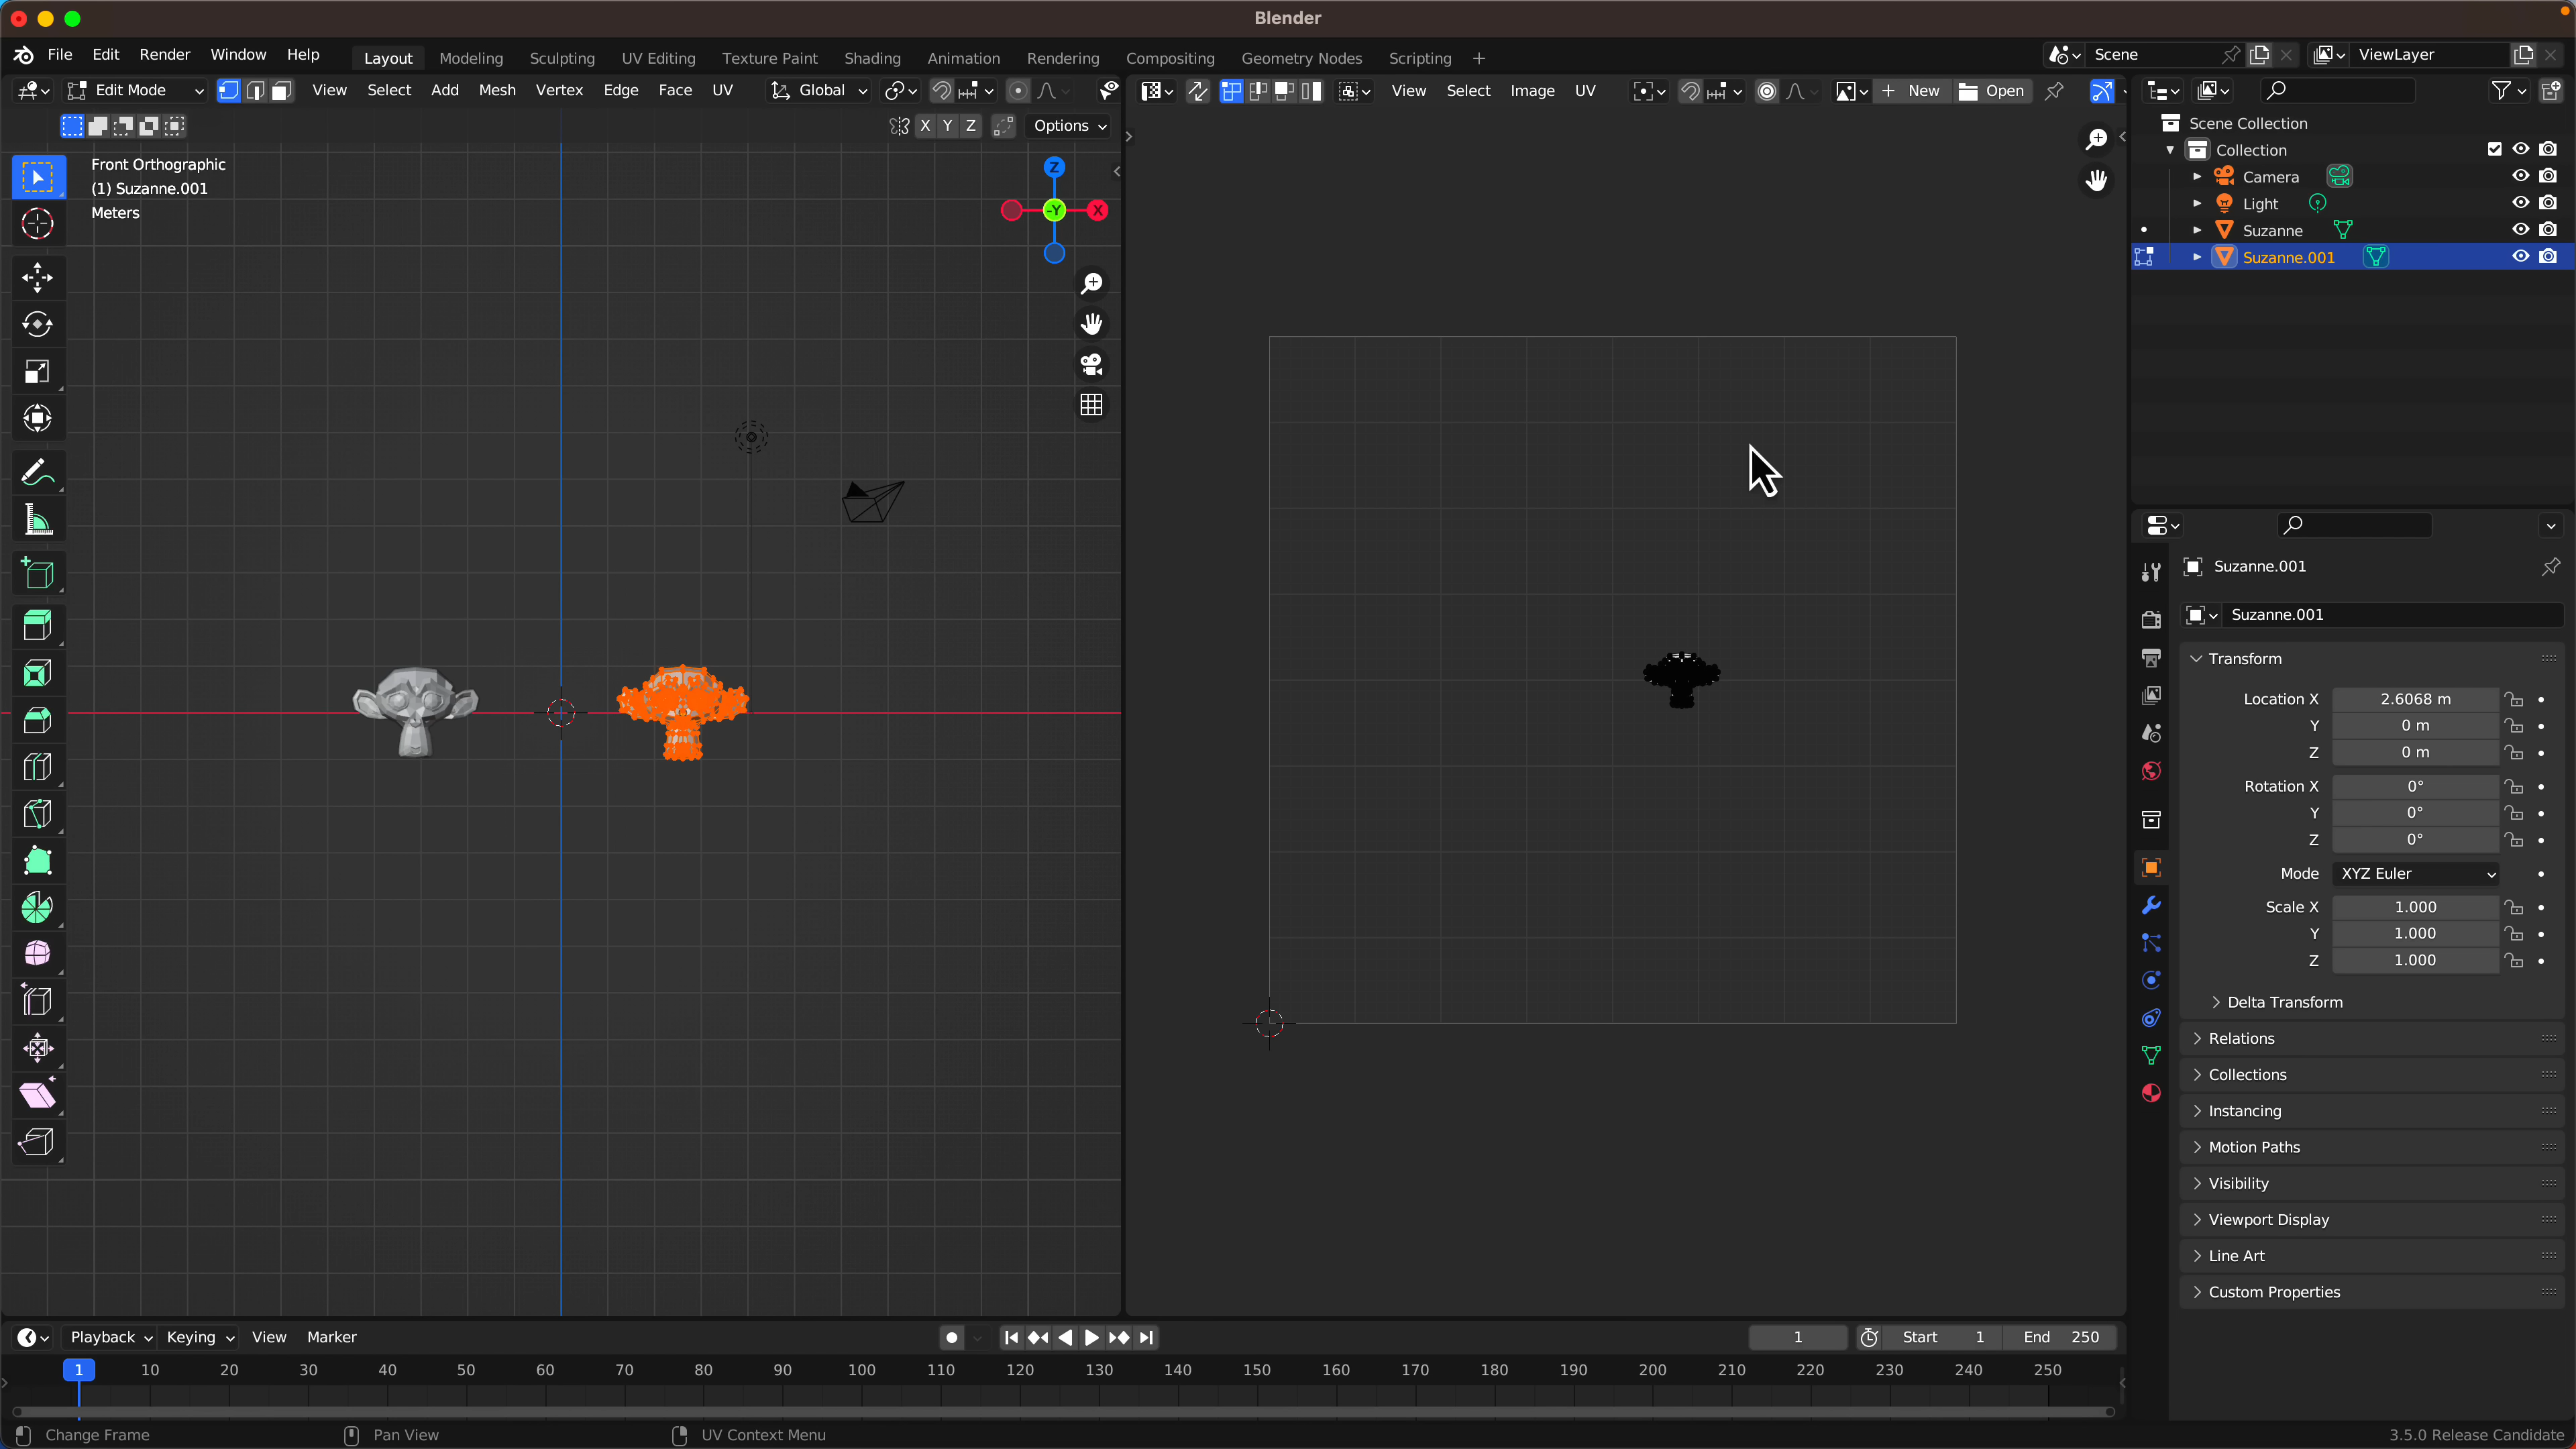 Blender
File Edit Render Window Help Layout Modeling Sculpting UV Editing Texture Paint Shading Animation Rendering Compositing Geometry Nodes Scripting + Scene ViewLayer
Edit Mode View Select Add Mesh Vertex Edge Face UV Global View Select Image UV New Open
X Y Z Options
Front Orthographic
(1) Suzanne.001
Meters
Z
-Y
X
Scene Collection
Collection
Camera
Light
Suzanne
Suzanne.001
Suzanne.001
Suzanne.001
Transform
Location X 2.6068 m
Y 0 m
Z 0 m
Rotation X 0°
Y 0°
Z 0°
Mode XYZ Euler
Scale X 1.000
Y 1.000
Z 1.000
Delta Transform
Relations
Collections
Instancing
Motion Paths
Visibility
Viewport Display
Line Art
Custom Properties
Playback Keying View Marker 1 Start 1 End 250
1 10 20 30 40 50 60 70 80 90 100 110 120 130 140 150 160 170 180 190 200 210 220 230 240 250
Change Frame Pan View UV Context Menu 3.5.0 Release Candidate